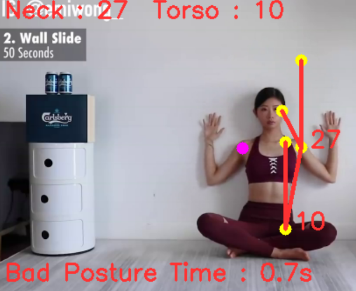 Neck : 27 Torso : 10
2. Wall Slide
50 Seconds
Carlsberg
27
10
Bad Posture Time : 0.7s